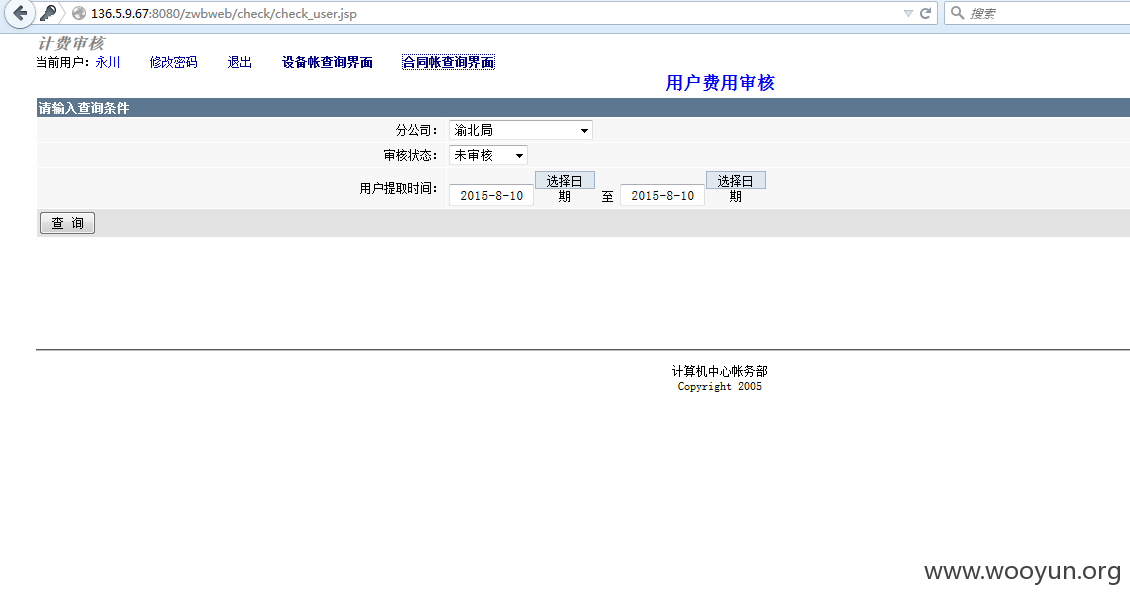 136.5.9.67:8080/zwbweb/check/check_user.jsp 搜索
计费审核
当前用户：永川 修改密码 退出 设备帐查询界面 合同帐查询界面
用户费用审核
请输入查询条件
分公司： 渝北局
审核状态： 未审核
用户提取时间： 2015-8-10 选择日期 至 2015-8-10 选择日期
查 询
计算机中心帐务部
Copyright 2005
www.wooyun.org